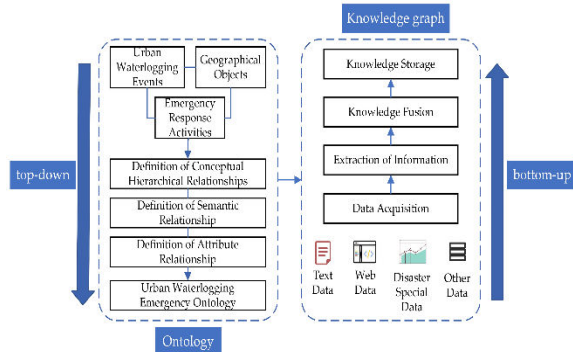 Knowledge graph
Urban
Waterlogging
Events
Geographical
Objects
Emergency
Response
Activities
top-down
Definition of Conceptual
Hierarchical Relationships
Definition of Semantic
Relationship
Definition of Attribute
Relationship
Urban Waterlogging
Emergency Ontology
Ontology
Knowledge Storage
Knowledge Fusion
Extraction of Information
Data Acquisition
bottom-up
Text
Data
Web
Data
Disaster
Special
Data
Other
Data